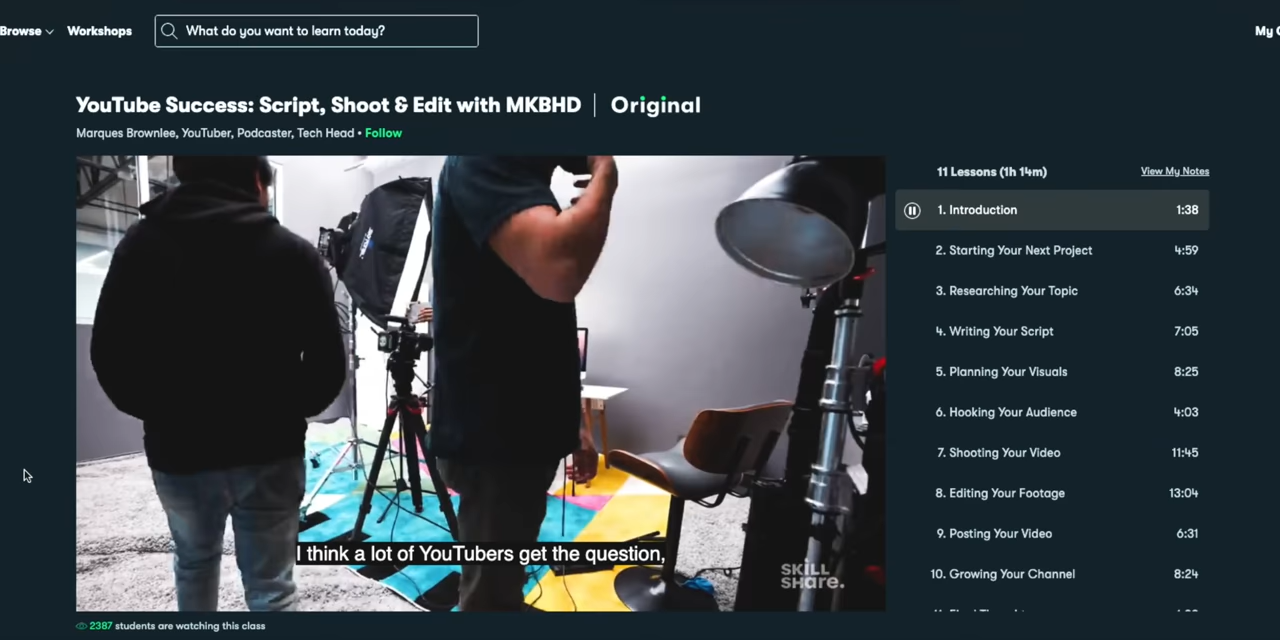 Browse Workshops What do you want to learn today? My
YouTube Success: Script, Shoot & Edit with MKBHD | Original
Marques Brownlee, YouTuber, Podcaster, Tech Head • Follow
11 Lessons (1h 14m) View My Notes
1. Introduction 1:38
2. Starting Your Next Project 4:59
3. Researching Your Topic 6:34
4. Writing Your Script 7:05
5. Planning Your Visuals 8:25
6. Hooking Your Audience 4:03
7. Shooting Your Video 11:45
8. Editing Your Footage 13:04
9. Posting Your Video 6:31
10. Growing Your Channel 8:24
I think a lot of YouTubers get the question,
SKILL
SHARE.
2387 students are watching this class